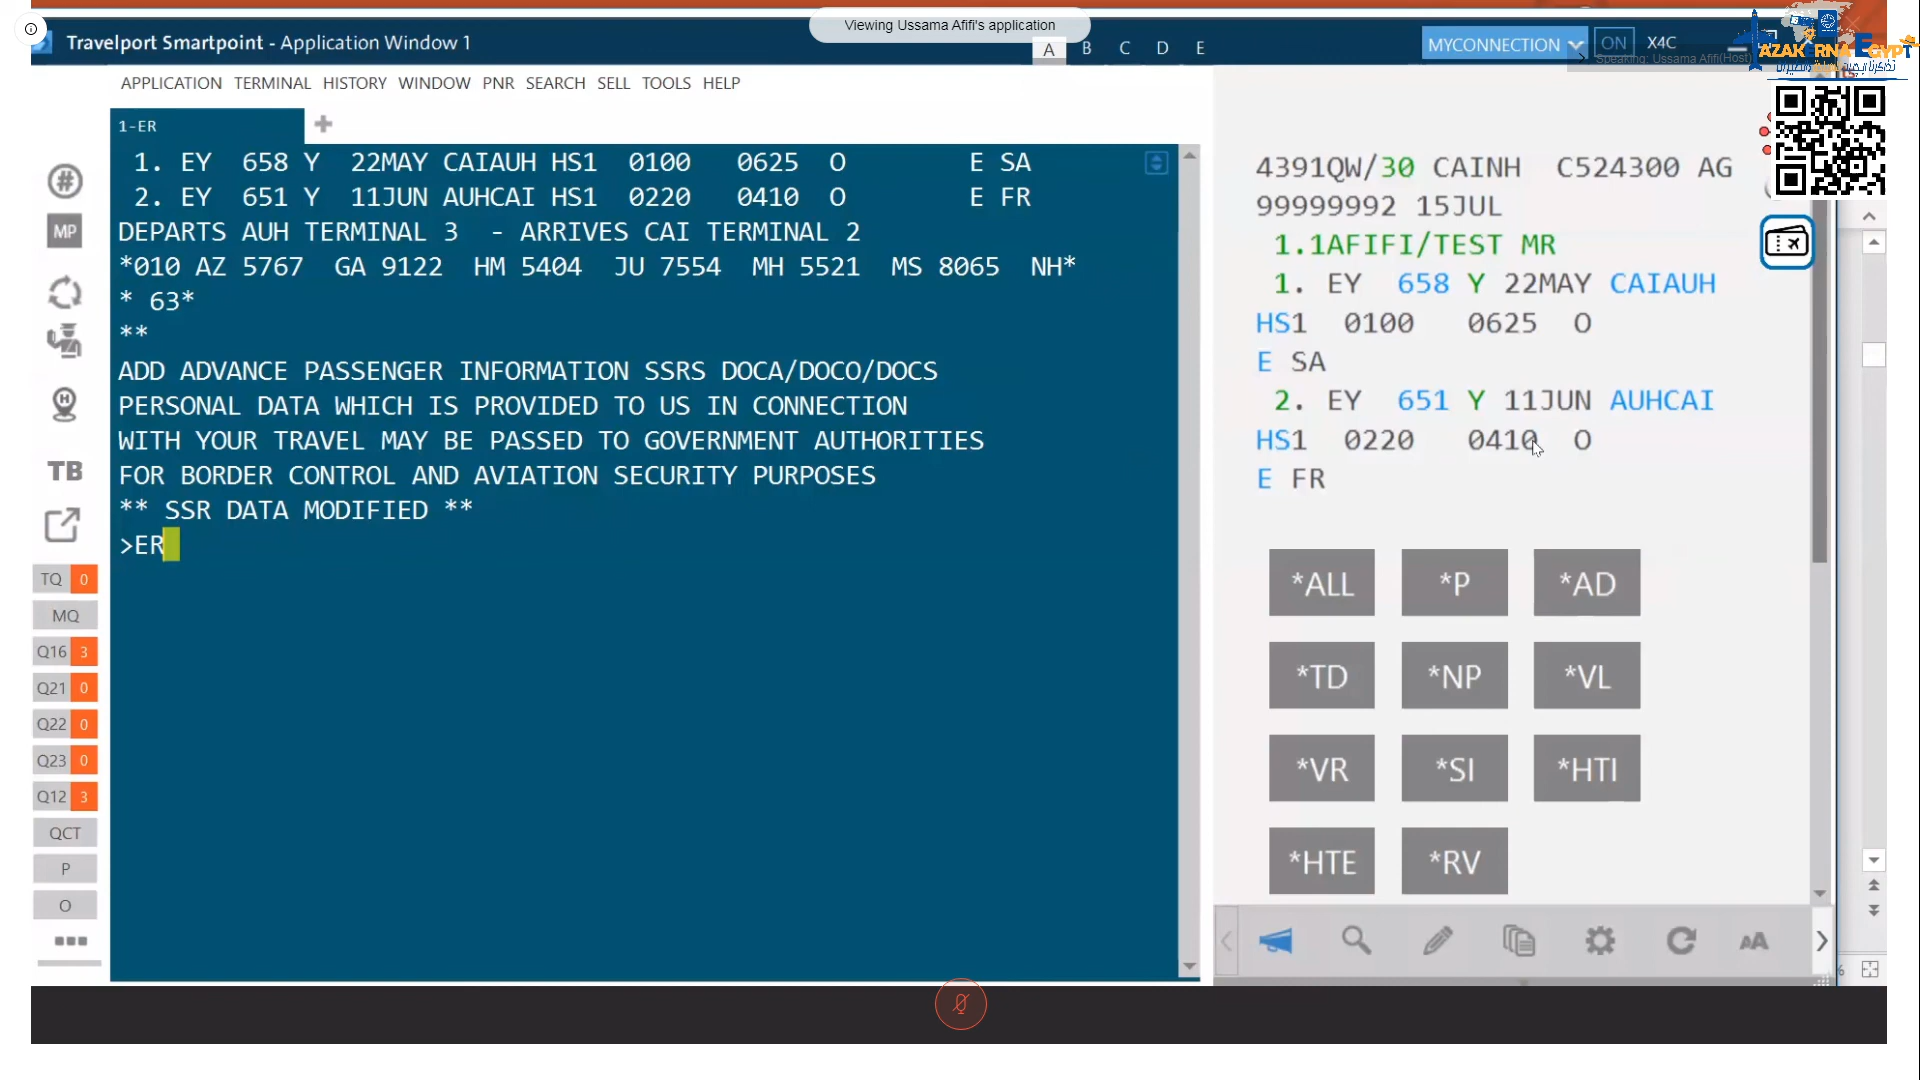 Viewing Ussama Afifi's application
Travelport Smartpoint - Application Window 1
A B C D E
MYCONNECTION ON X4C
Speaking: Ussama Afifi(Host)
APPLICATION TERMINAL HISTORY WINDOW PNR SEARCH SELL TOOLS HELP
1-ER
1. EY 658 Y 22MAY CAIAUH HS1 0100 0625 O E SA
2. EY 651 Y 11JUN AUHCAI HS1 0220 0410 O E FR
DEPARTS AUH TERMINAL 3 - ARRIVES CAI TERMINAL 2
*010 AZ 5767 GA 9122 HM 5404 JU 7554 MH 5521 MS 8065 NH*
* 63*
**
ADD ADVANCE PASSENGER INFORMATION SSRS DOCA/DOCO/DOCS
PERSONAL DATA WHICH IS PROVIDED TO US IN CONNECTION
WITH YOUR TRAVEL MAY BE PASSED TO GOVERNMENT AUTHORITIES
FOR BORDER CONTROL AND AVIATION SECURITY PURPOSES
** SSR DATA MODIFIED **
>ER
#
MP
TB
TQ 0
MQ
Q16 3
Q21 0
Q22 0
Q23 0
Q12 3
QCT
P
O
4391QW/30 CAINH C524300 AG
99999992 15JUL
1.1AFIFI/TEST MR
1. EY 658 Y 22MAY CAIAUH
HS1 0100 0625 O
E SA
2. EY 651 Y 11JUN AUHCAI
HS1 0220 0410 O
E FR
*ALL *P *AD
*TD *NP *VL
*VR *SI *HTI
*HTE *RV
AA